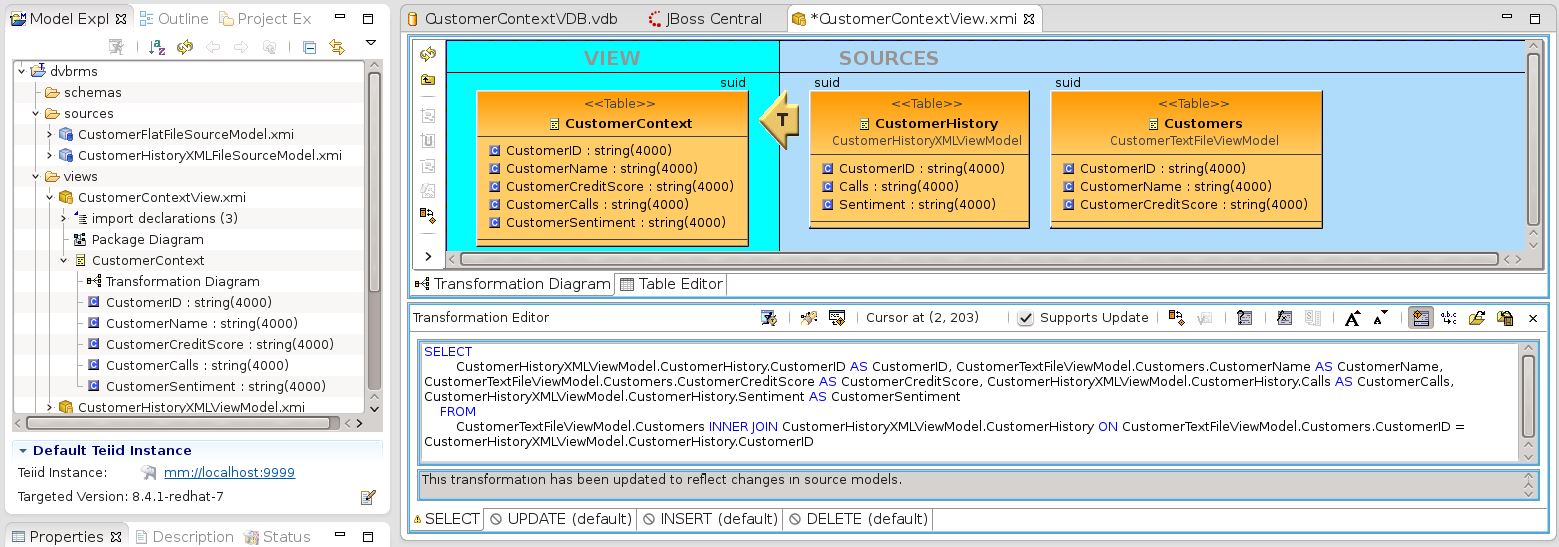 Model Expl
Outline
Project Ex
dvbrms
schemas
sources
CustomerFlatFileSourceModel.xmi
CustomerHistoryXMLFileSourceModel.xmi
views
CustomerContextView.xmi
import declarations (3)
Package Diagram
CustomerContext
Transformation Diagram
CustomerID : string(4000)
CustomerName : string(4000)
CustomerCreditScore : string(4000)
CustomerCalls : string(4000)
CustomerSentiment : string(4000)
CustomerHistoryXMLViewModel.xmi
Default Teiid Instance
Teiid Instance: mm://localhost:9999
Targeted Version: 8.4.1-redhat-7
Properties
Description
Status
CustomerContextVDB.vdb
JBoss Central
*CustomerContextView.xmi
VIEW
SOURCES
suid
<<Table>>
CustomerContext
CustomerID : string(4000)
CustomerName : string(4000)
CustomerCreditScore : string(4000)
CustomerCalls : string(4000)
CustomerSentiment : string(4000)
T
suid
<<Table>>
CustomerHistory
CustomerHistoryXMLViewModel
CustomerID : string(4000)
Calls : string(4000)
Sentiment : string(4000)
suid
<<Table>>
Customers
CustomerTextFileViewModel
CustomerID : string(4000)
CustomerName : string(4000)
CustomerCreditScore : string(4000)
Transformation Diagram
Table Editor
Transformation Editor
Cursor at (2, 203)
Supports Update
SELECT
CustomerHistoryXMLViewModel.CustomerHistory.CustomerID AS CustomerID, CustomerTextFileViewModel.Customers.CustomerName AS CustomerName,
CustomerTextFileViewModel.Customers.CustomerCreditScore AS CustomerCreditScore, CustomerHistoryXMLViewModel.CustomerHistory.Calls AS CustomerCalls,
CustomerHistoryXMLViewModel.CustomerHistory.Sentiment AS CustomerSentiment
FROM
CustomerTextFileViewModel.Customers INNER JOIN CustomerHistoryXMLViewModel.CustomerHistory ON CustomerTextFileViewModel.Customers.CustomerID =
CustomerHistoryXMLViewModel.CustomerHistory.CustomerID
This transformation has been updated to reflect changes in source models.
SELECT
UPDATE (default)
INSERT (default)
DELETE (default)